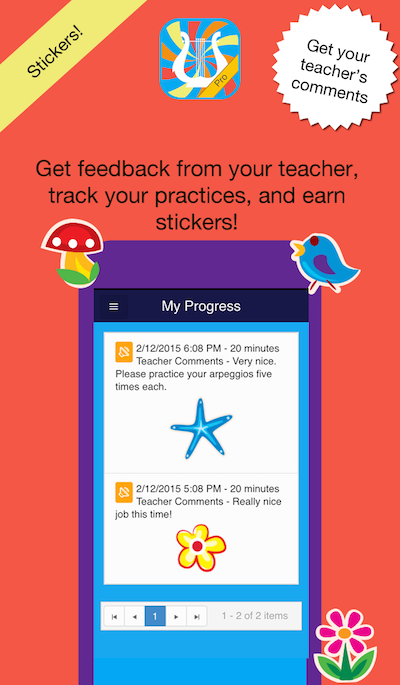 Stickers!
Pro
Get your
teacher's
comments
Get feedback from your teacher,
track your practices, and earn
stickers!
My Progress
2/12/2015 6:08 PM - 20 minutes
Teacher Comments - Very nice.
Please practice your arpeggios five
times each.
2/12/2015 5:08 PM - 20 minutes
Teacher Comments - Really nice
job this time!
1
1 - 2 of 2 items